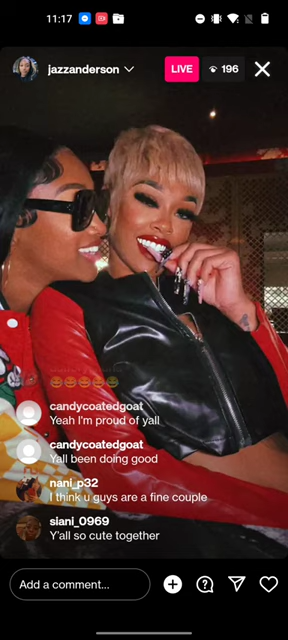 11:17
jazzanderson
LIVE
196
candycoatedgoat
Yeah I'm proud of yall
candycoatedgoat
Yall been doing good
nani_p32
I think u guys are a fine couple
siani_0969
Y'all so cute together
Add a comment...